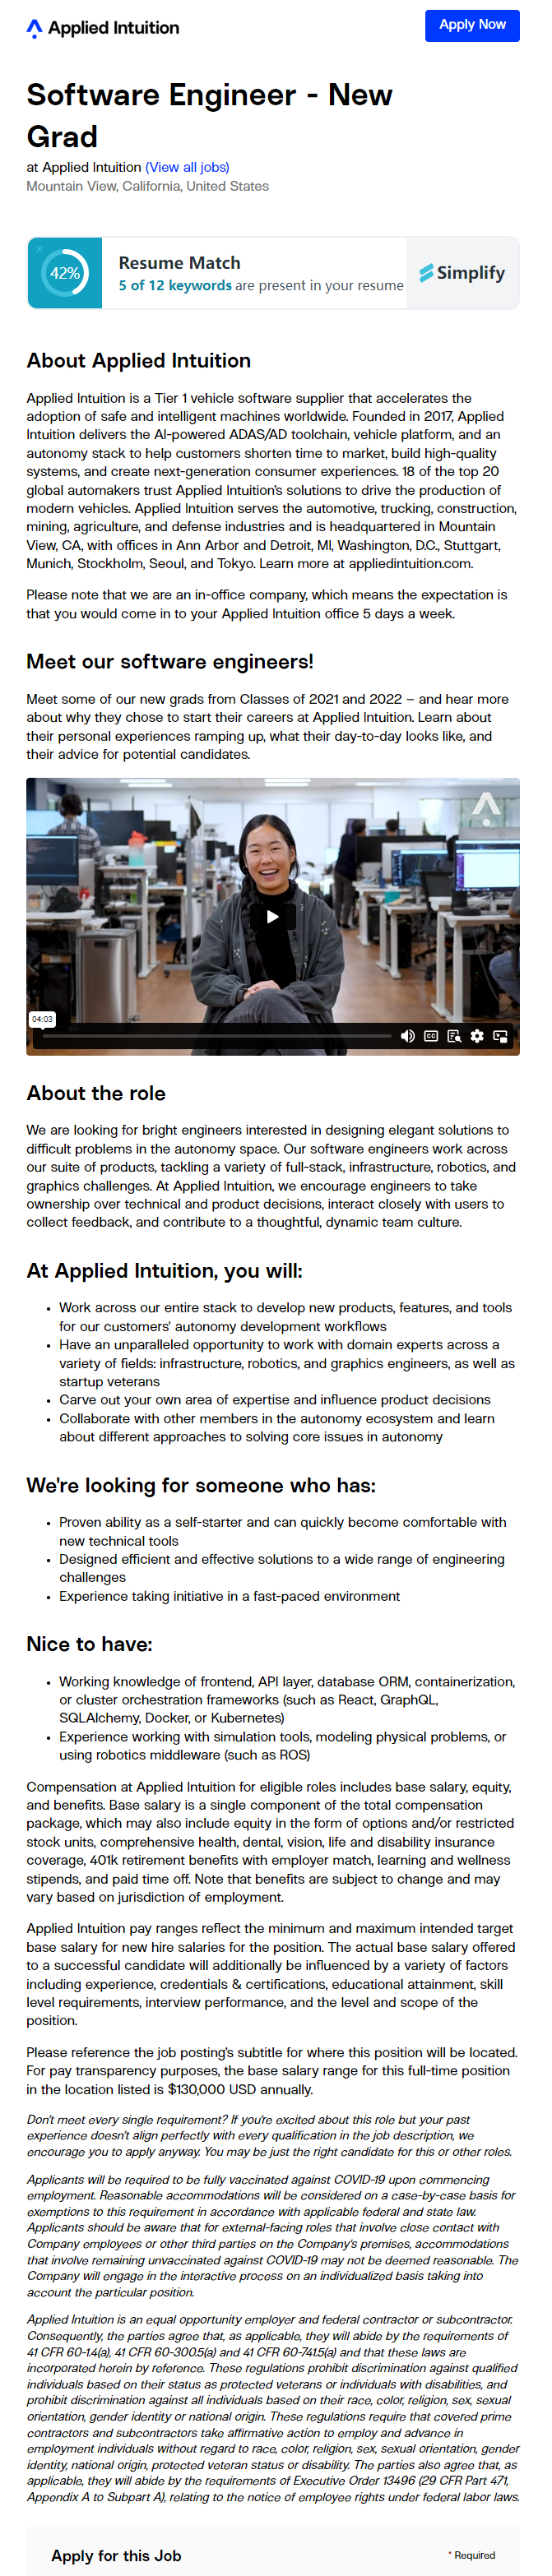 Applied Intuition
Apply Now
Software Engineer - New
Grad
at Applied Intuition (View all jobs)
Mountain View, California, United States
42%
Resume Match
5 of 12 keywords are present in your resume
Simplify
About Applied Intuition
Applied Intuition is a Tier 1 vehicle software supplier that accelerates the
adoption of safe and intelligent machines worldwide. Founded in 2017, Applied
Intuition delivers the AI-powered ADAS/AD toolchain, vehicle platform, and an
autonomy stack to help customers shorten time to market, build high-quality
systems, and create next-generation consumer experiences. 18 of the top 20
global automakers trust Applied Intuition's solutions to drive the production of
modern vehicles. Applied Intuition serves the automotive, trucking, construction,
mining, agriculture, and defense industries and is headquartered in Mountain
View, CA, with offices in Ann Arbor and Detroit, MI, Washington, D.C., Stuttgart,
Munich, Stockholm, Seoul, and Tokyo. Learn more at appliedintuition.com.
Please note that we are an in-office company, which means the expectation is
that you would come in to your Applied Intuition office 5 days a week.
Meet our software engineers!
Meet some of our new grads from Classes of 2021 and 2022 – and hear more
about why they chose to start their careers at Applied Intuition. Learn about
their personal experiences ramping up, what their day-to-day looks like, and
their advice for potential candidates.
04:03
CC
About the role
We are looking for bright engineers interested in designing elegant solutions to
difficult problems in the autonomy space. Our software engineers work across
our suite of products, tackling a variety of full-stack, infrastructure, robotics, and
graphics challenges. At Applied Intuition, we encourage engineers to take
ownership over technical and product decisions, interact closely with users to
collect feedback, and contribute to a thoughtful, dynamic team culture.
At Applied Intuition, you will:
• Work across our entire stack to develop new products, features, and tools
for our customers' autonomy development workflows
• Have an unparalleled opportunity to work with domain experts across a
variety of fields: infrastructure, robotics, and graphics engineers, as well as
startup veterans
• Carve out your own area of expertise and influence product decisions
• Collaborate with other members in the autonomy ecosystem and learn
about different approaches to solving core issues in autonomy
We're looking for someone who has:
• Proven ability as a self-starter and can quickly become comfortable with
new technical tools
• Designed efficient and effective solutions to a wide range of engineering
challenges
• Experience taking initiative in a fast-paced environment
Nice to have:
• Working knowledge of frontend, API layer, database ORM, containerization,
or cluster orchestration frameworks (such as React, GraphQL,
SQLAlchemy, Docker, or Kubernetes)
• Experience working with simulation tools, modeling physical problems, or
using robotics middleware (such as ROS)
Compensation at Applied Intuition for eligible roles includes base salary, equity,
and benefits. Base salary is a single component of the total compensation
package, which may also include equity in the form of options and/or restricted
stock units, comprehensive health, dental, vision, life and disability insurance
coverage, 401k retirement benefits with employer match, learning and wellness
stipends, and paid time off. Note that benefits are subject to change and may
vary based on jurisdiction of employment.
Applied Intuition pay ranges reflect the minimum and maximum intended target
base salary for new hire salaries for the position. The actual base salary offered
to a successful candidate will additionally be influenced by a variety of factors
including experience, credentials & certifications, educational attainment, skill
level requirements, interview performance, and the level and scope of the
position.
Please reference the job posting's subtitle for where this position will be located.
For pay transparency purposes, the base salary range for this full-time position
in the location listed is $130,000 USD annually.
Don't meet every single requirement? If you're excited about this role but your past
experience doesn't align perfectly with every qualification in the job description, we
encourage you to apply anyway. You may be just the right candidate for this or other roles.
Applicants will be required to be fully vaccinated against COVID-19 upon commencing
employment. Reasonable accommodations will be considered on a case-by-case basis for
exemptions to this requirement in accordance with applicable federal and state law.
Applicants should be aware that for external-facing roles that involve close contact with
Company employees or other third parties on the Company's premises, accommodations
that involve remaining unvaccinated against COVID-19 may not be deemed reasonable. The
Company will engage in the interactive process on an individualized basis taking into
account the particular position.
Applied Intuition is an equal opportunity employer and federal contractor or subcontractor.
Consequently, the parties agree that, as applicable, they will abide by the requirements of
41 CFR 60-1.4(a), 41 CFR 60-300.5(a) and 41 CFR 60-741.5(a) and that these laws are
incorporated herein by reference. These regulations prohibit discrimination against qualified
individuals based on their status as protected veterans or individuals with disabilities, and
prohibit discrimination against all individuals based on their race, color, religion, sex, sexual
orientation, gender identity or national origin. These regulations require that covered prime
contractors and subcontractors take affirmative action to employ and advance in
employment individuals without regard to race, color, religion, sex, sexual orientation, gender
identity, national origin, protected veteran status or disability. The parties also agree that, as
applicable, they will abide by the requirements of Executive Order 13496 (29 CFR Part 471,
Appendix A to Subpart A), relating to the notice of employee rights under federal labor laws.
Apply for this Job
* Required